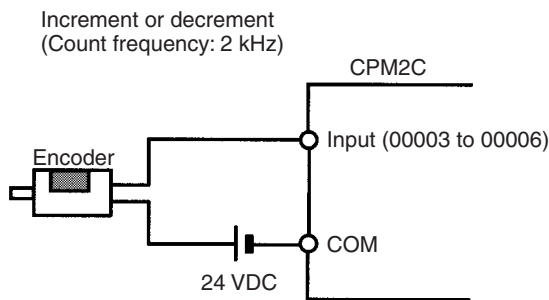 Increment or decrement
(Count frequency: 2 kHz)
CPM2C
Input (00003 to 00006)
Encoder
COM
24 VDC